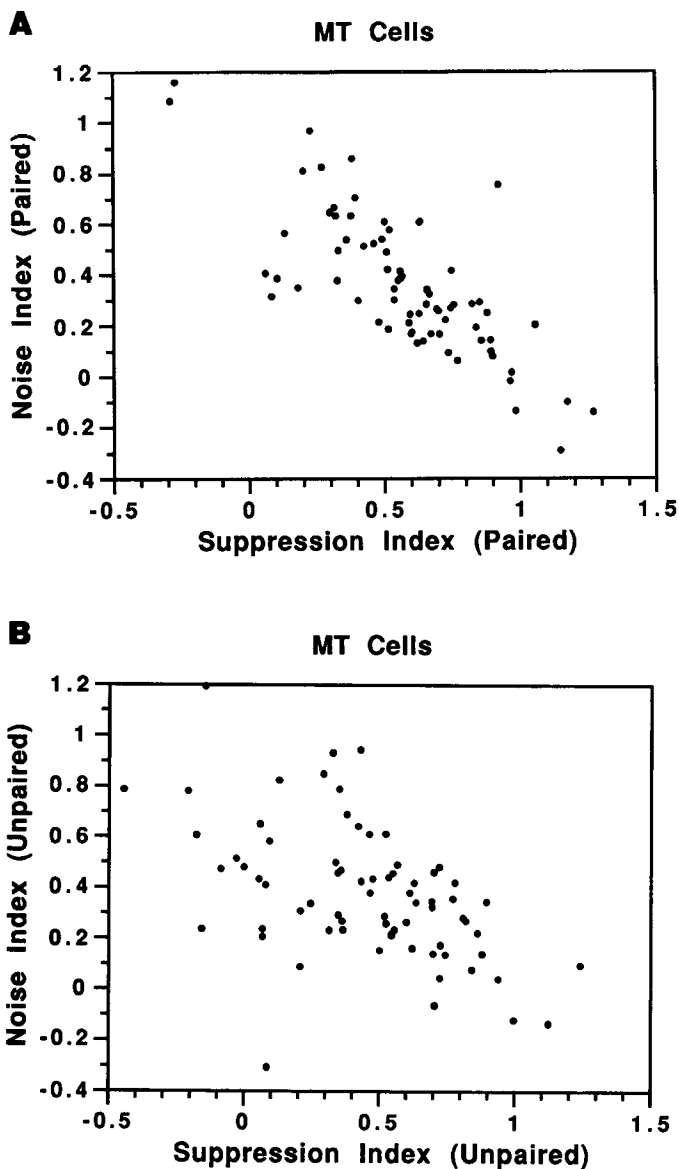 A
MT Cells
Noise Index (Paired)
1.2
1
0.8
0.6
0.4
0.2
0
-0.2
-0.4
-0.5 0 0.5 1 1.5
Suppression Index (Paired)
B
MT Cells
Noise Index (Unpaired)
1.2
1
0.8
0.6
0.4
0.2
0
-0.2
-0.4
-0.5 0 0.5 1 1.5
Suppression Index (Unpaired)